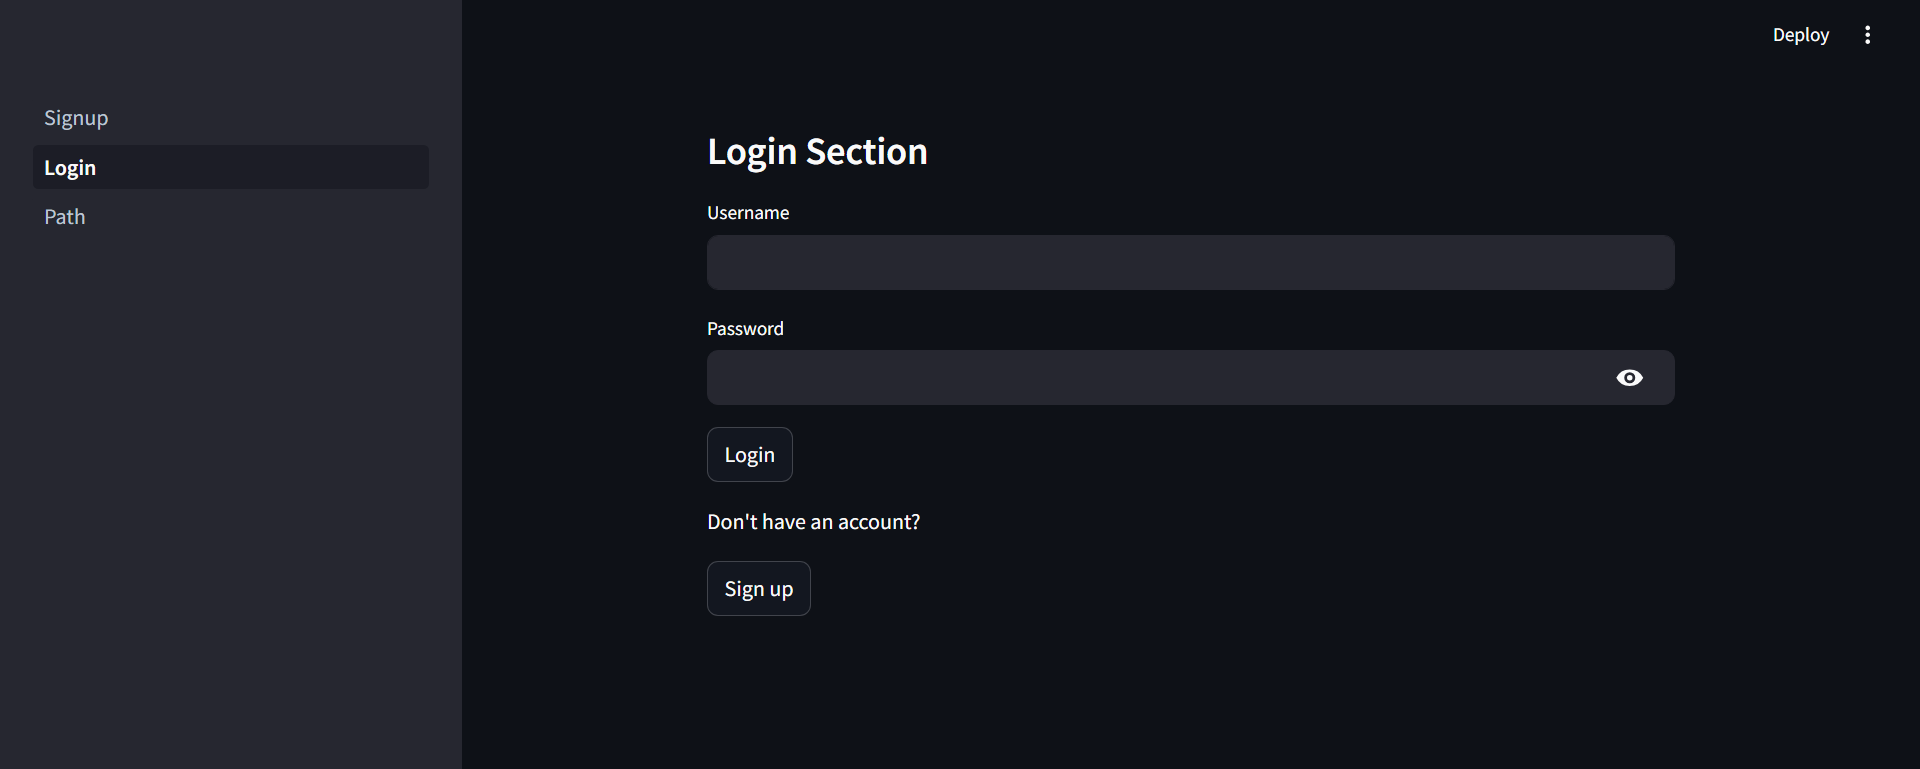 Deploy
Signup
Login
Path
Login Section
Username
Password
Login
Don't have an account?
Sign up